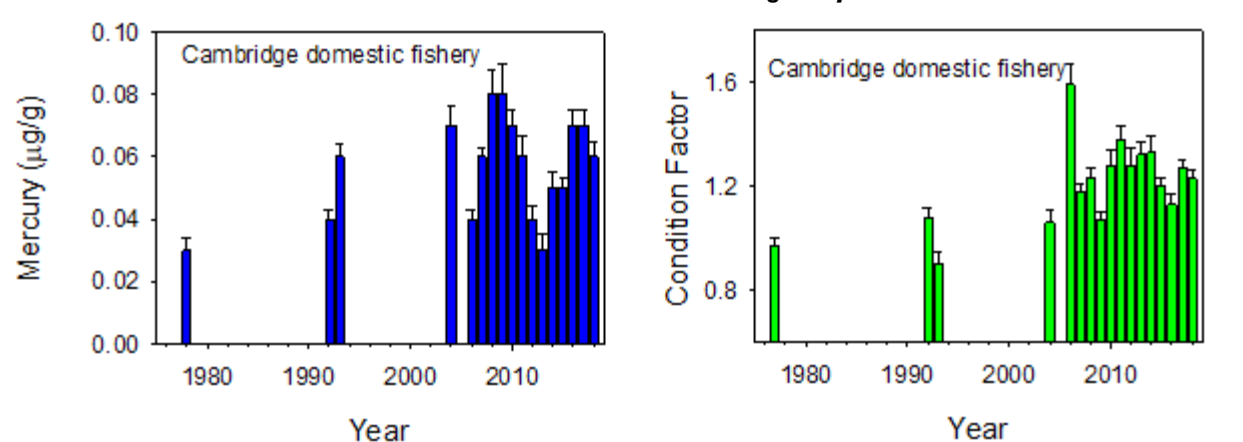 Cambridge domestic fishery
0.10
0.08
0.06
0.04
0.02
0.00
Mercury (µg/g)
1980 1990 2000 2010
Year
Cambridge domestic fishery
1.6
1.2
0.8
Condition Factor
1980 1990 2000 2010
Year